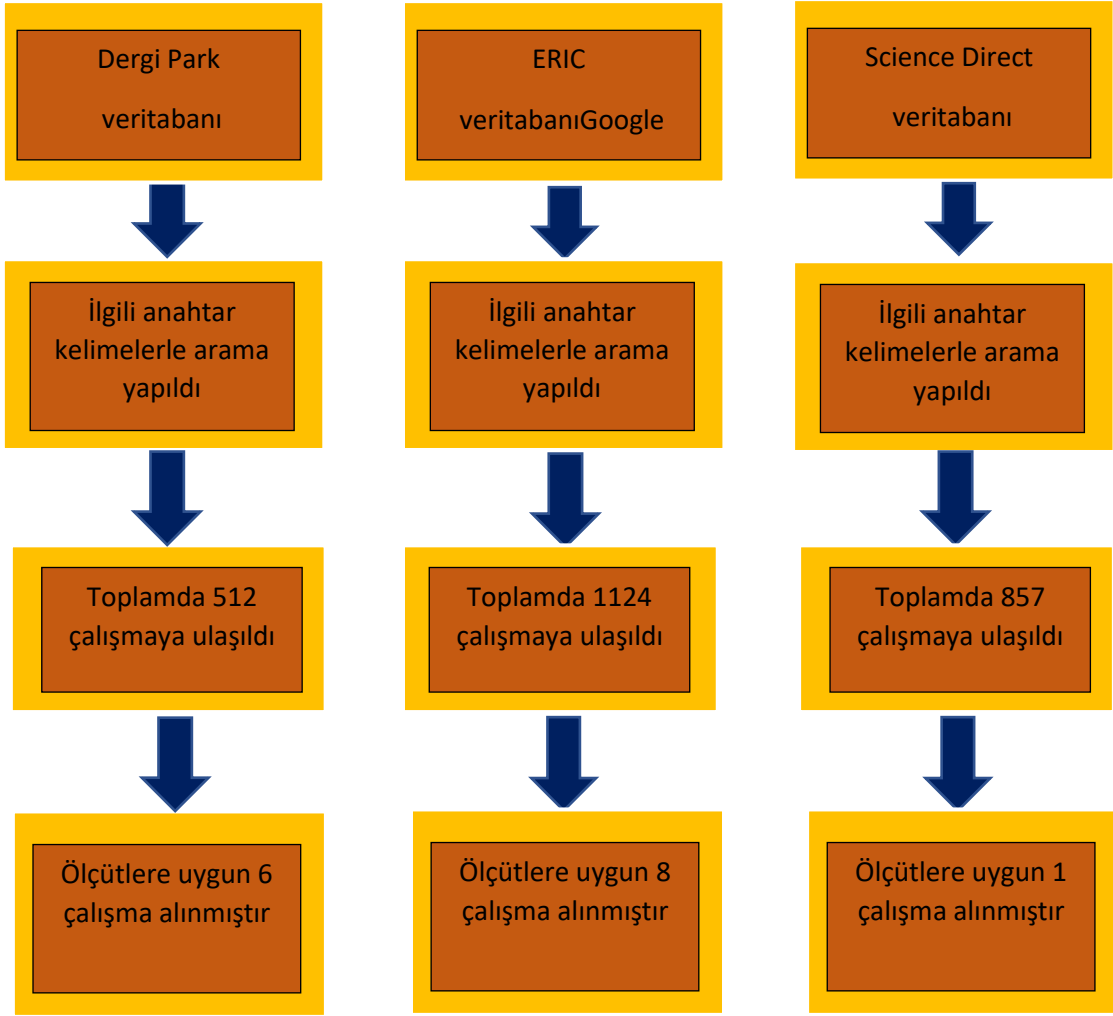 Dergi Park
veritabanı
ERIC
veritabanıGoogle
Science Direct
veritabanı
İlgili anahtar
kelimelerle arama
yapıldı
İlgili anahtar
kelimelerle arama
yapıldı
İlgili anahtar
kelimelerle arama
yapıldı
Toplamda 512
çalışmaya ulaşıldı
Toplamda 1124
çalışmaya ulaşıldı
Toplamda 857
çalışmaya ulaşıldı
Ölçütlere uygun 6
çalışma alınmıştır
Ölçütlere uygun 8
çalışma alınmıştır
Ölçütlere uygun 1
çalışma alınmıştır